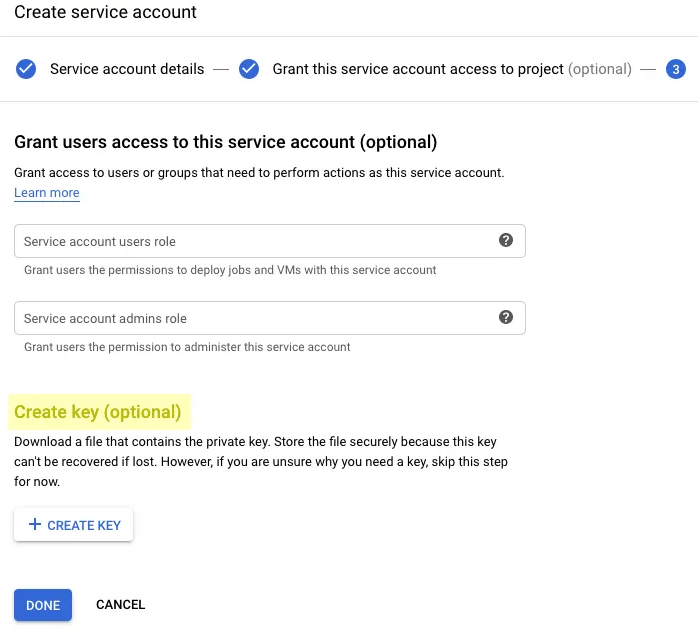 Create service account
Service account details — Grant this service account access to project (optional) — 3
Grant users access to this service account (optional)
Grant access to users or groups that need to perform actions as this service account.
Learn more
Service account users role ?
Grant users the permissions to deploy jobs and VMs with this service account
Service account admins role ?
Grant users the permission to administer this service account
Create key (optional)
Download a file that contains the private key. Store the file securely because this key
can't be recovered if lost. However, if you are unsure why you need a key, skip this step
for now.
+ CREATE KEY
DONE CANCEL